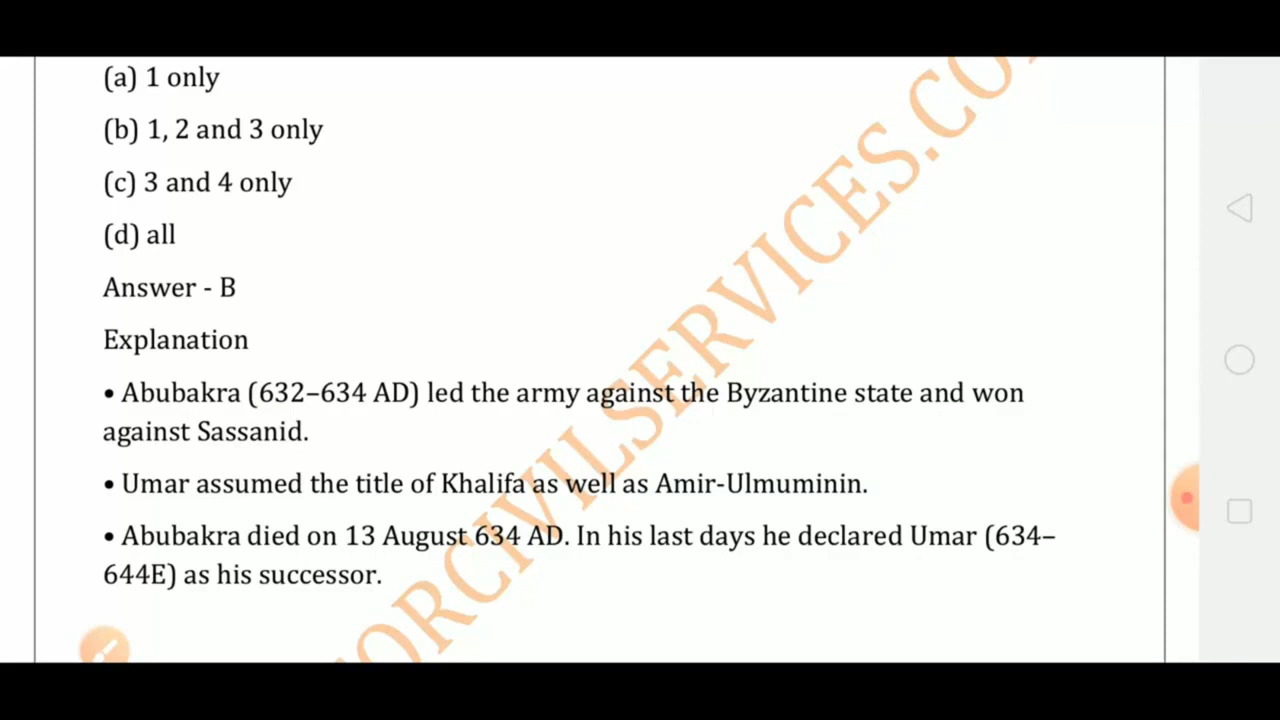 (a) 1 only
(b) 1, 2 and 3 only
(c) 3 and 4 only
(d) all
Answer - B
Explanation
• Abubakra (632–634 AD) led the army against the Byzantine state and won
against Sassanid.
• Umar assumed the title of Khalifa as well as Amir-Ulmuminin.
• Abubakra died on 13 August 634 AD. In his last days he declared Umar (634–
644E) as his successor.
FORCIVILSERVICES.COM